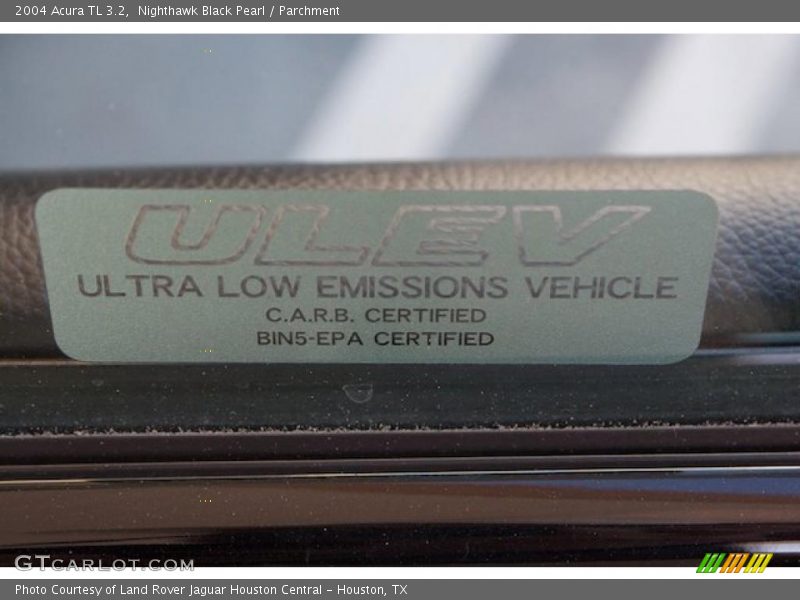 2004 Acura TL 3.2,  Nighthawk Black Pearl / Parchment
ULEV
ULTRA LOW EMISSIONS VEHICLE
C.A.R.B. CERTIFIED
BIN5-EPA CERTIFIED
GTCARLOT.COM
Photo Courtesy of Land Rover Jaguar Houston Central - Houston, TX